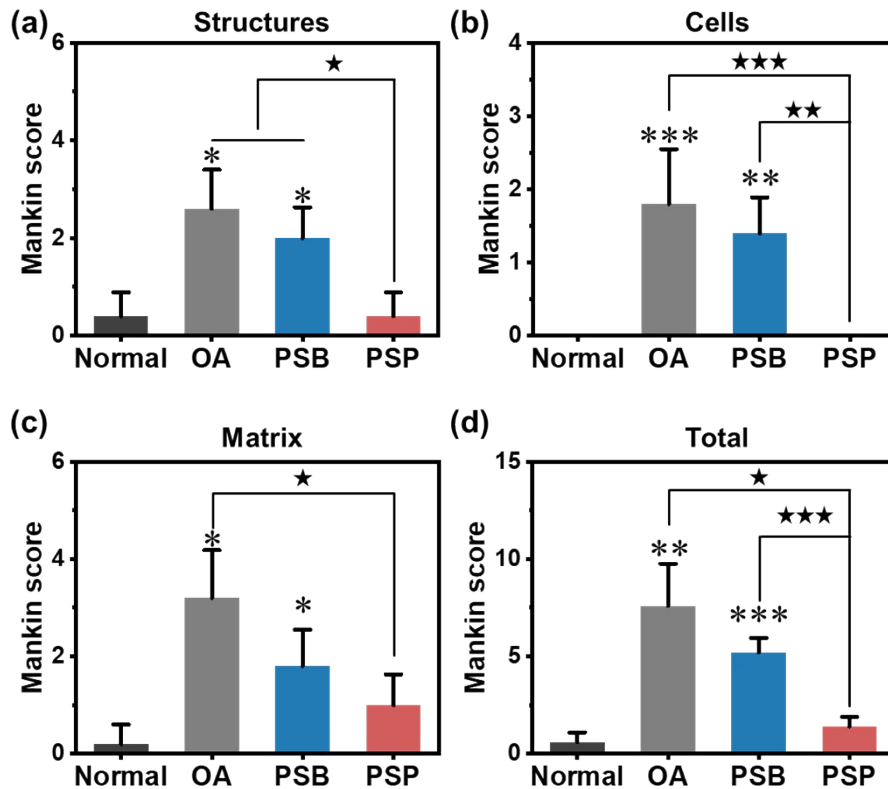 (a)
Structures
Mankin score
6
4
2
0
★
*
*
Normal OA PSB PSP
(b)
Cells
Mankin score
4
3
2
1
0
★★★
★★
***
**
OA PSB PSP
(c)
Matrix
Mankin score
6
4
2
0
★
*
*
Normal OA PSB PSP
(d)
Total
Mankin score
15
10
5
0
★
★★★
**
***
Normal OA PSB PSP